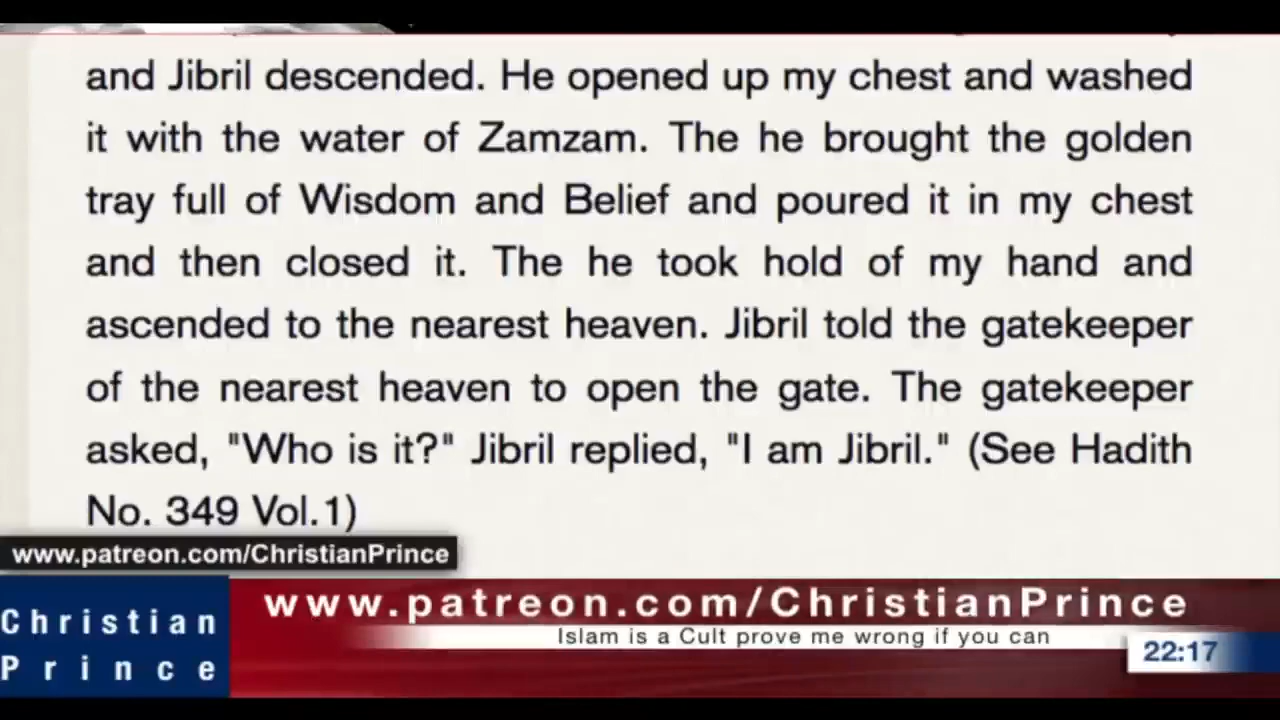 and Jibril descended. He opened up my chest and washed
it with the water of Zamzam. The he brought the golden
tray full of Wisdom and Belief and poured it in my chest
and then closed it. The he took hold of my hand and
ascended to the nearest heaven. Jibril told the gatekeeper
of the nearest heaven to open the gate. The gatekeeper
asked, "Who is it?" Jibril replied, "I am Jibril." (See Hadith
No. 349 Vol.1)
www.patreon.com/ChristianPrince
www.patreon.com/ChristianPrince
Islam is a Cult prove me wrong if you can
Christian
Prince
22:17